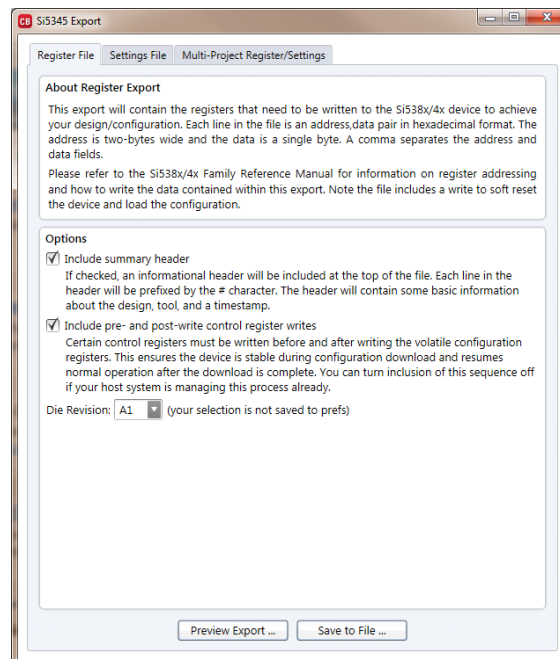 CB Si5345 Export
Register File Settings File Multi-Project Register/Settings
About Register Export
This export will contain the registers that need to be written to the Si538x/4x device to achieve
your design/configuration. Each line in the file is an address,data pair in hexadecimal format. The
address is two-bytes wide and the data is a single byte. A comma separates the address and
data fields.
Please refer to the Si538x/4x Family Reference Manual for information on register addressing
and how to write the data contained within this export. Note the file includes a write to soft reset
the device and load the configuration.
Options
Include summary header
If checked, an informational header will be included at the top of the file. Each line in the
header will be prefixed by the # character. The header will contain some basic information
about the design, tool, and a timestamp.
Include pre- and post-write control register writes
Certain control registers must be written before and after writing the volatile configuration
registers. This ensures the device is stable during configuration download and resumes
normal operation after the download is complete. You can turn inclusion of this sequence off
if your host system is managing this process already.
Die Revision: A1 (your selection is not saved to prefs)
Preview Export ... Save to File ...